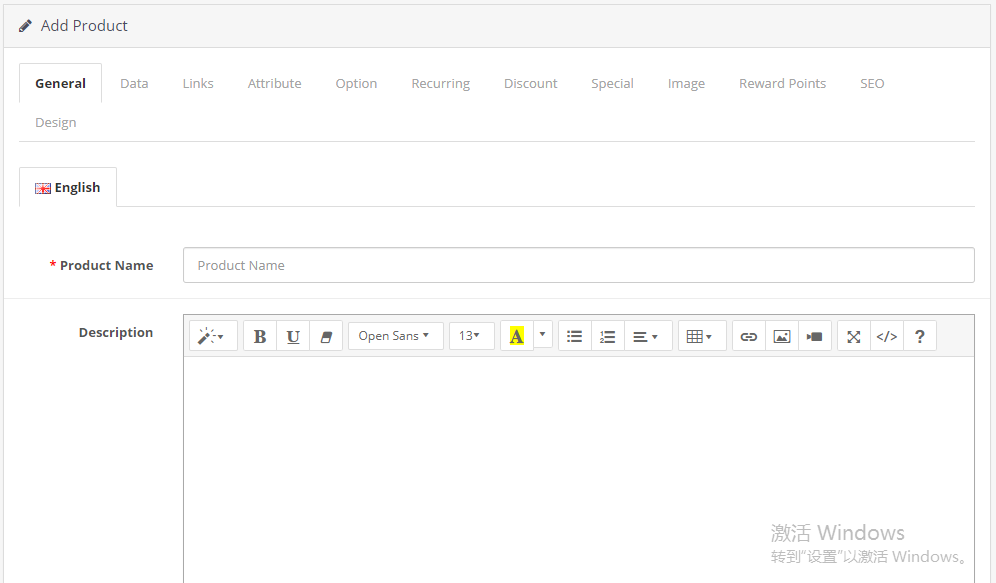 Add Product
General Data Links Attribute Option Recurring Discount Special Image Reward Points SEO
Design
English
* Product Name Product Name
Description B U Open Sans 13 A </> ?
激活 Windows
转到"设置"以激活 Windows。